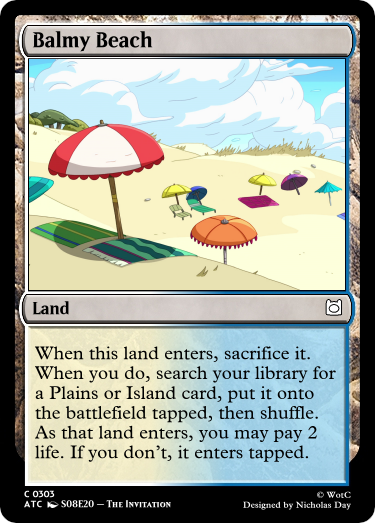 Balmy Beach
Land
When this land enters, sacrifice it.
When you do, search your library for
a Plains or Island card, put it onto
the battlefield tapped, then shuffle.
As that land enters, you may pay 2
life. If you don't, it enters tapped.
C 0303
© WotC
ATC S08E20 – The Invitation
Designed by Nicholas Day